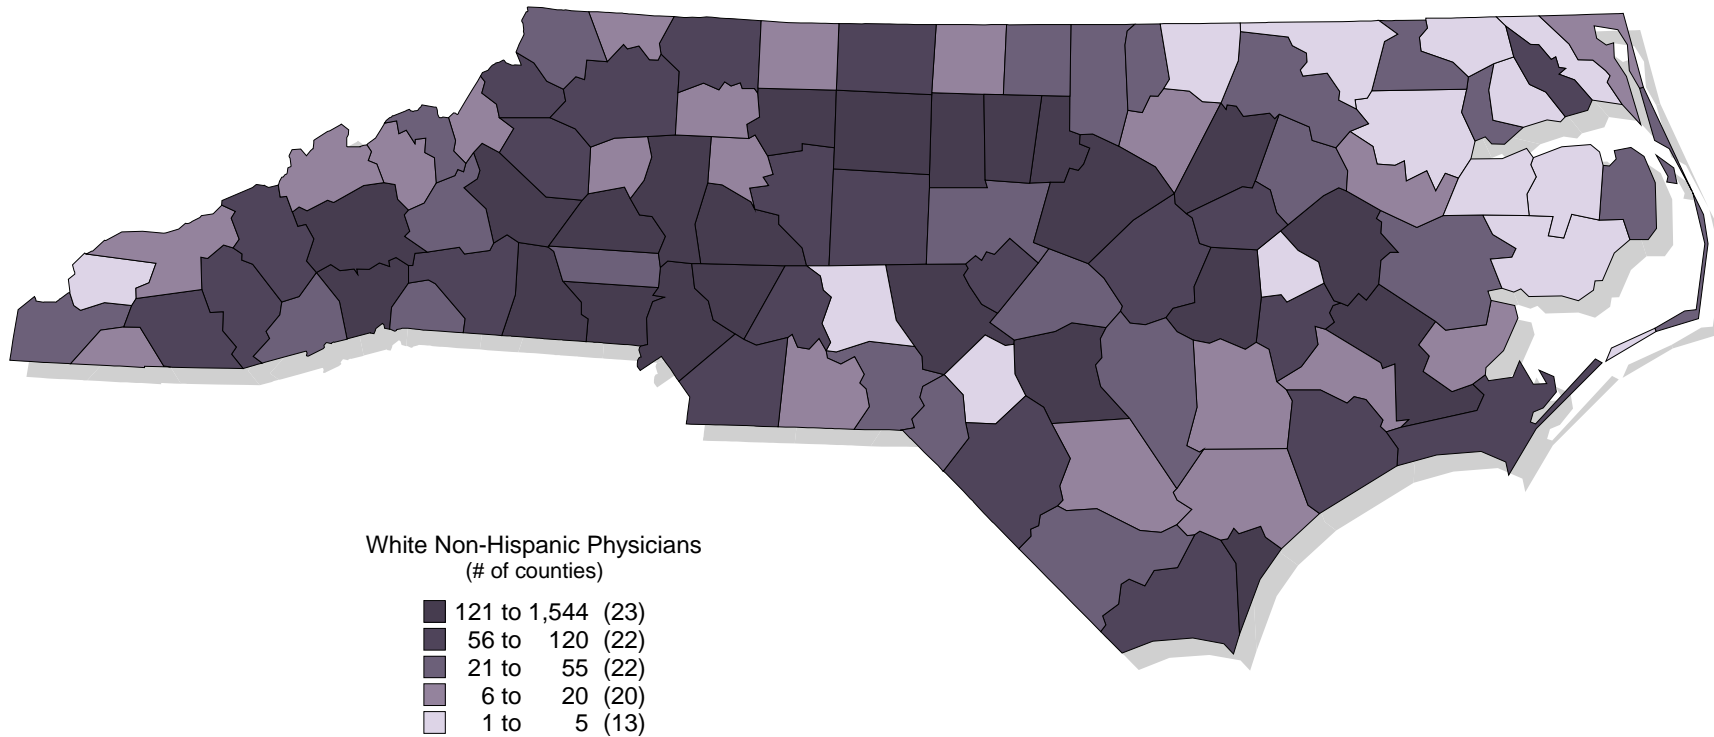 White Non-Hispanic Physicians
(# of counties)
121 to 1,544 (23)
56 to 120 (22)
21 to 55 (22)
6 to 20 (20)
1 to 5 (13)